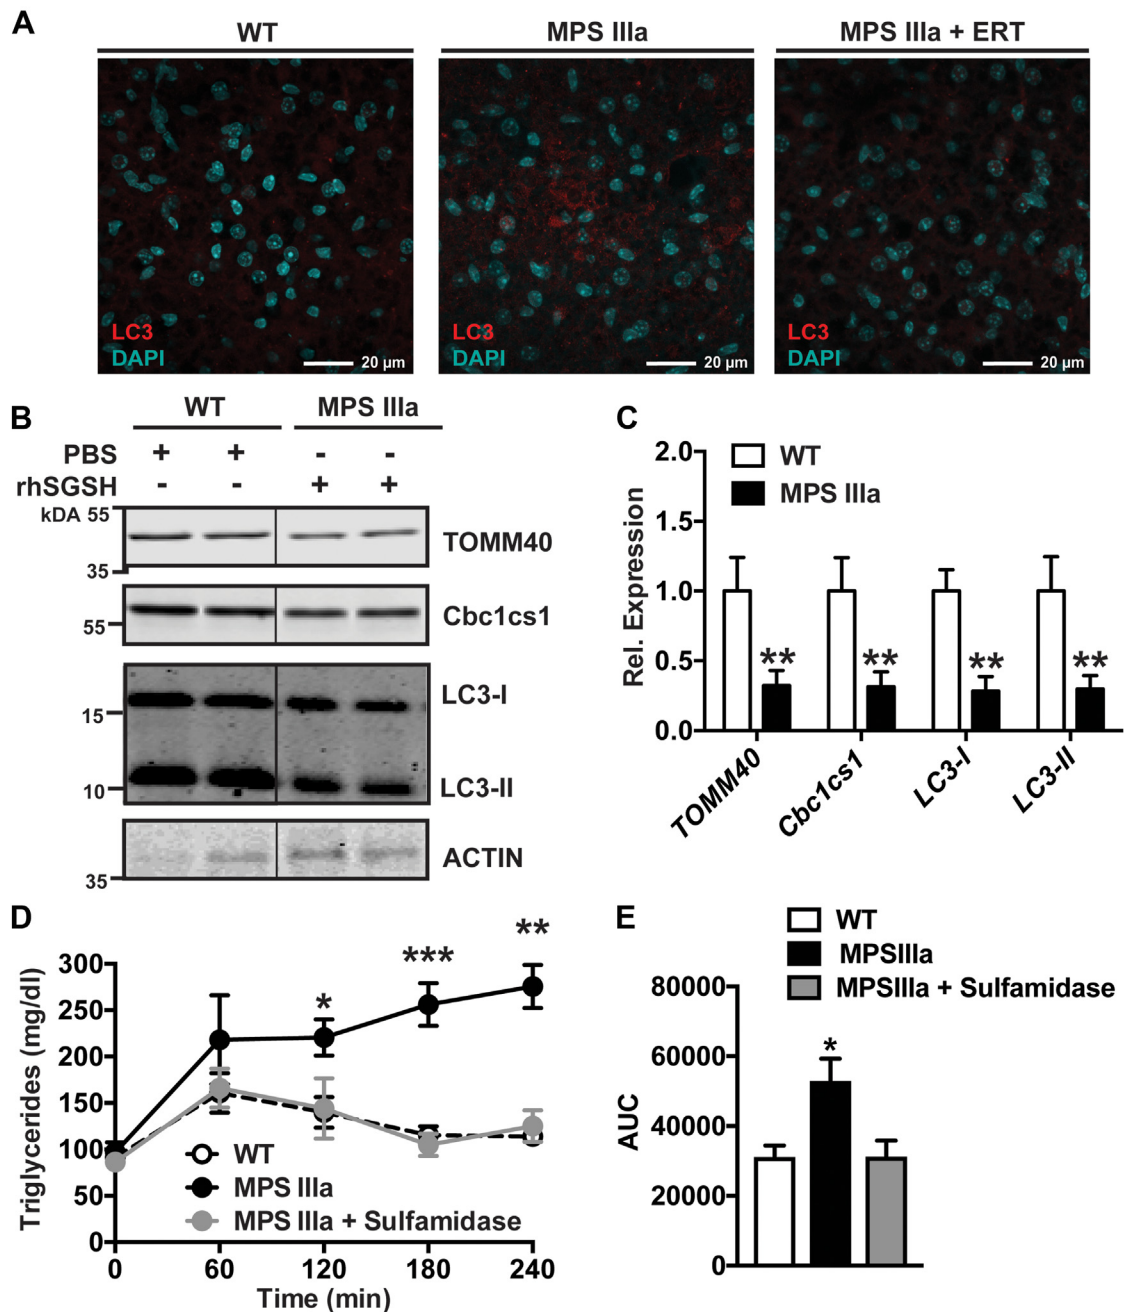 A
WT
MPS IIIa
MPS IIIa + ERT
LC3
DAPI
20 µm
LC3
DAPI
20 µm
LC3
DAPI
20 µm
B
WT
MPS IIIa
PBS + + - -
rhSGSH - - + +
kDA 55
TOMM40
35
Cbc1cs1
55
LC3-I
15
LC3-II
10
ACTIN
35
C
WT
MPS IIIa
Rel. Expression
2.0
1.5
1.0
0.5
0.0
** ** ** **
TOMM40
Cbc1cs1
LC3-I
LC3-II
D
Triglycerides (mg/dl)
300
250
200
150
100
50
0
* *** **
WT
MPS IIIa
MPS IIIa + Sulfamidase
0 60 120 180 240
Time (min)
E
WT
MPSIIIa
MPSIIIa + Sulfamidase
AUC
80000
60000
40000
20000
0
*